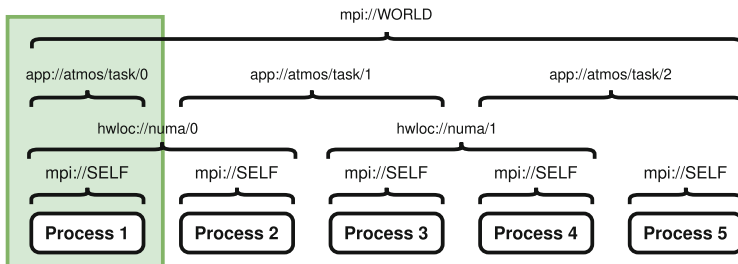 mpi://WORLD
app://atmos/task/0 app://atmos/task/1 app://atmos/task/2
hwloc://numa/0 hwloc://numa/1
mpi://SELF mpi://SELF mpi://SELF mpi://SELF mpi://SELF
Process 1 Process 2 Process 3 Process 4 Process 5